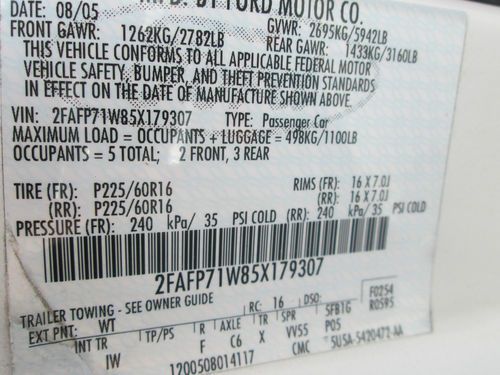 MFD. BY FORD MOTOR CO.
DATE: 08/05
GVWR: 2695KG/5942LB
FRONT GAWR: 1262KG/2782LB
REAR GAWR: 1433KG/3160LB
THIS VEHICLE CONFORMS TO ALL APPLICABLE FEDERAL MOTOR
VEHICLE SAFETY, BUMPER, AND THEFT PREVENTION STANDARDS
IN EFFECT ON THE DATE OF MANUFACTURE SHOWN ABOVE.
VIN: 2FAFP71W85X179307 TYPE: Passenger Car
MAXIMUM LOAD = OCCUPANTS + LUGGAGE = 498KG/1100LB
OCCUPANTS = 5 TOTAL; 2 FRONT, 3 REAR
TIRE (FR): P225/60R16 RIMS (FR): 16 X 7.0J
(RR): P225/60R16 (RR): 16 X 7.0J
PRESSURE (FR): 240 kPa/ 35 PSI COLD (RR): 240 kPa/ 35 PSI COLD
2FAFP71W85X179307
TRAILER TOWING - SEE OWNER GUIDE RC: 16 DSO: F0254
R0595
EXT PNT: WT INT TR TP/PS R AXLE TR SPR 5FB1G
IW F C6 X VV55 P05
1200508014117 CMC 5U5A-5420472-AA